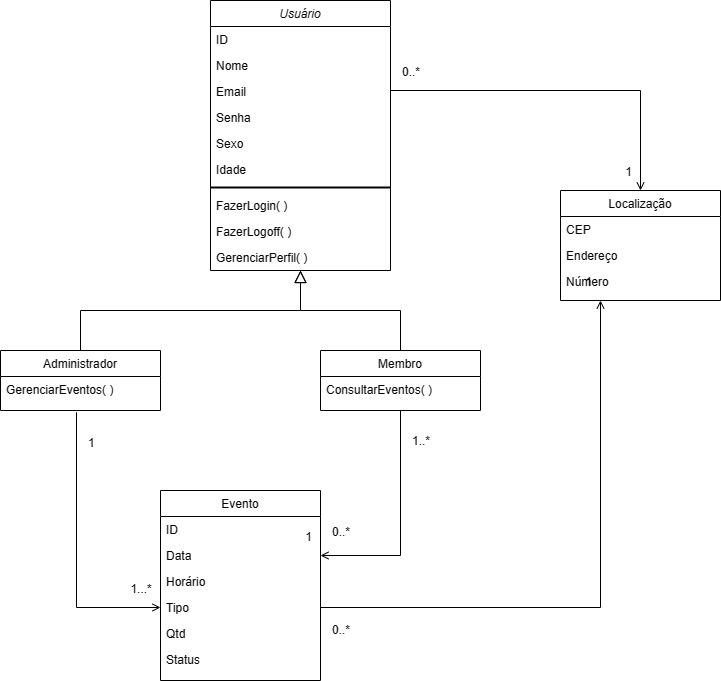 Usuário
ID
Nome
Email
Senha
Sexo
Idade
FazerLogin( )
FazerLogoff( )
GerenciarPerfil( )
0..*
1
Localização
CEP
Endereço
Número
1
Administrador
GerenciarEventos( )
Membro
ConsultarEventos( )
1
1..*
Evento
ID
Data
Horário
Tipo
Qtd
Status
1
0..*
1...*
0..*